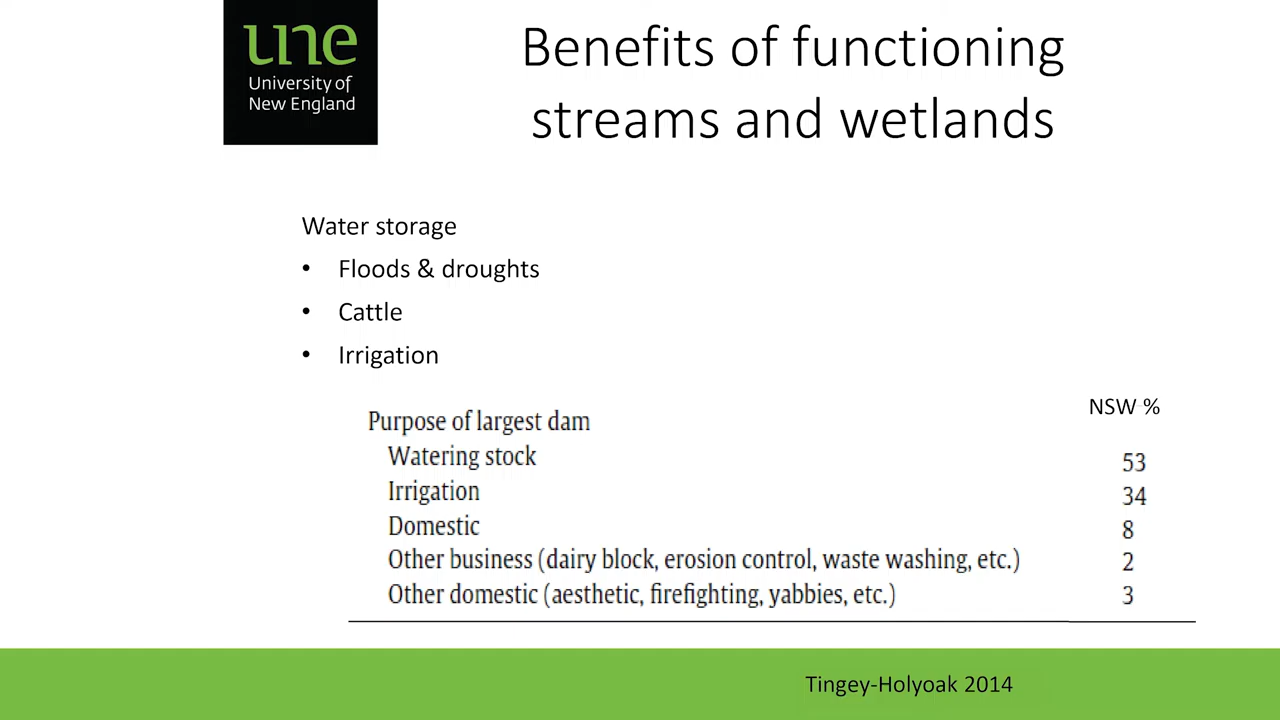 une
University of
New England
Benefits of functioning
streams and wetlands
Water storage
• Floods & droughts
• Cattle
• Irrigation
NSW %
Purpose of largest dam
Watering stock 53
Irrigation 34
Domestic 8
Other business (dairy block, erosion control, waste washing, etc.) 2
Other domestic (aesthetic, firefighting, yabbies, etc.) 3
Tingey-Holyoak 2014